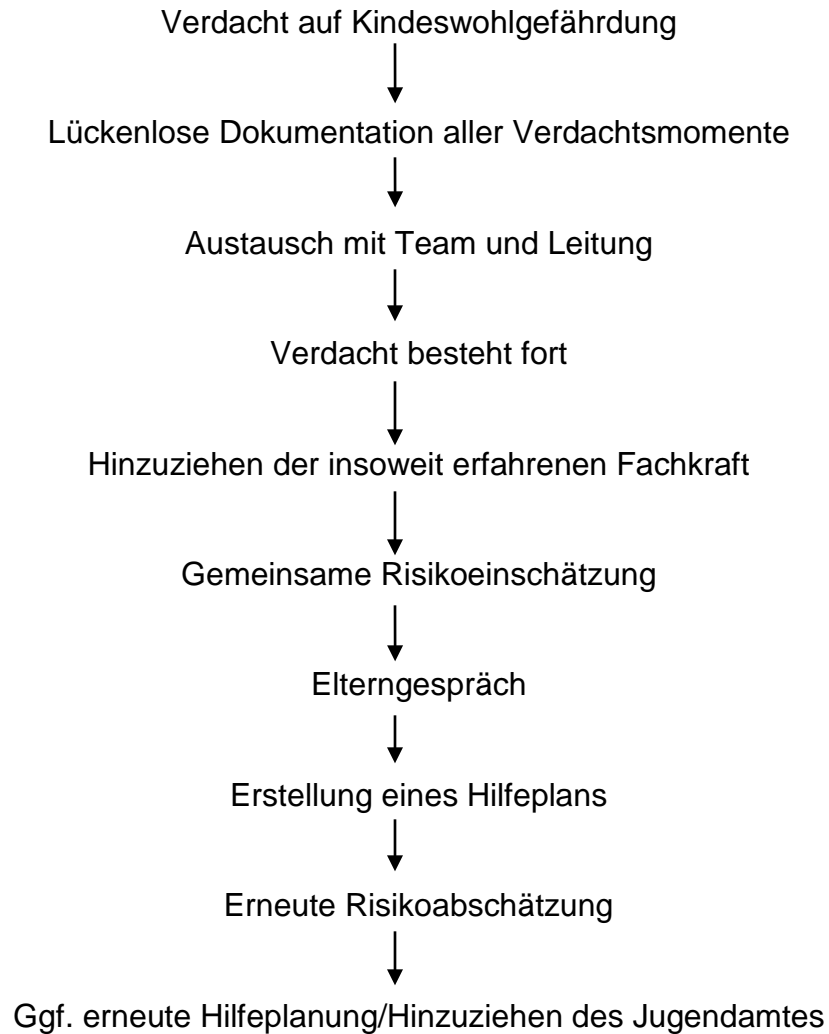 Verdacht auf Kindeswohlgefährdung
Lückenlose Dokumentation aller Verdachtsmomente
Austausch mit Team und Leitung
Verdacht besteht fort
Hinzuziehen der insoweit erfahrenen Fachkraft
Gemeinsame Risikoeinschätzung
Elterngespräch
Erstellung eines Hilfeplans
Erneute Risikoabschätzung
Ggf. erneute Hilfeplanung/Hinzuziehen des Jugendamtes